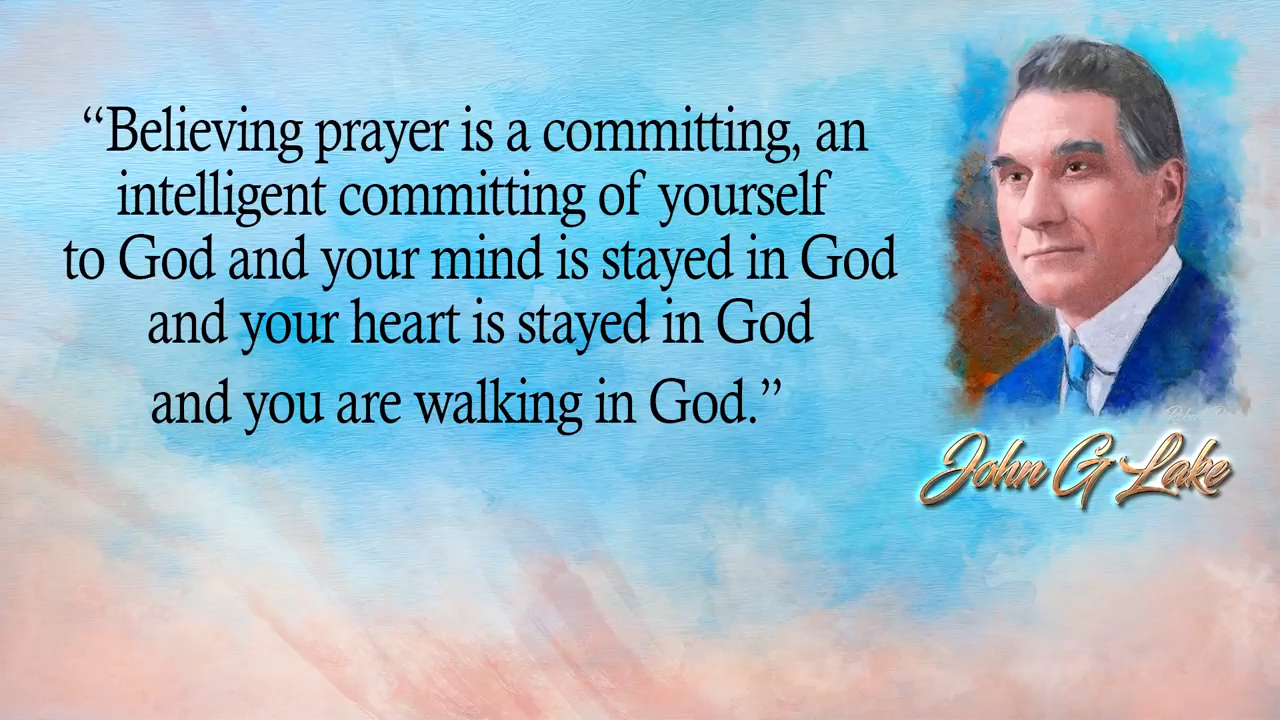 “Believing prayer is a committing, an
intelligent committing of yourself
to God and your mind is stayed in God
and your heart is stayed in God
and you are walking in God.”
John G Lake